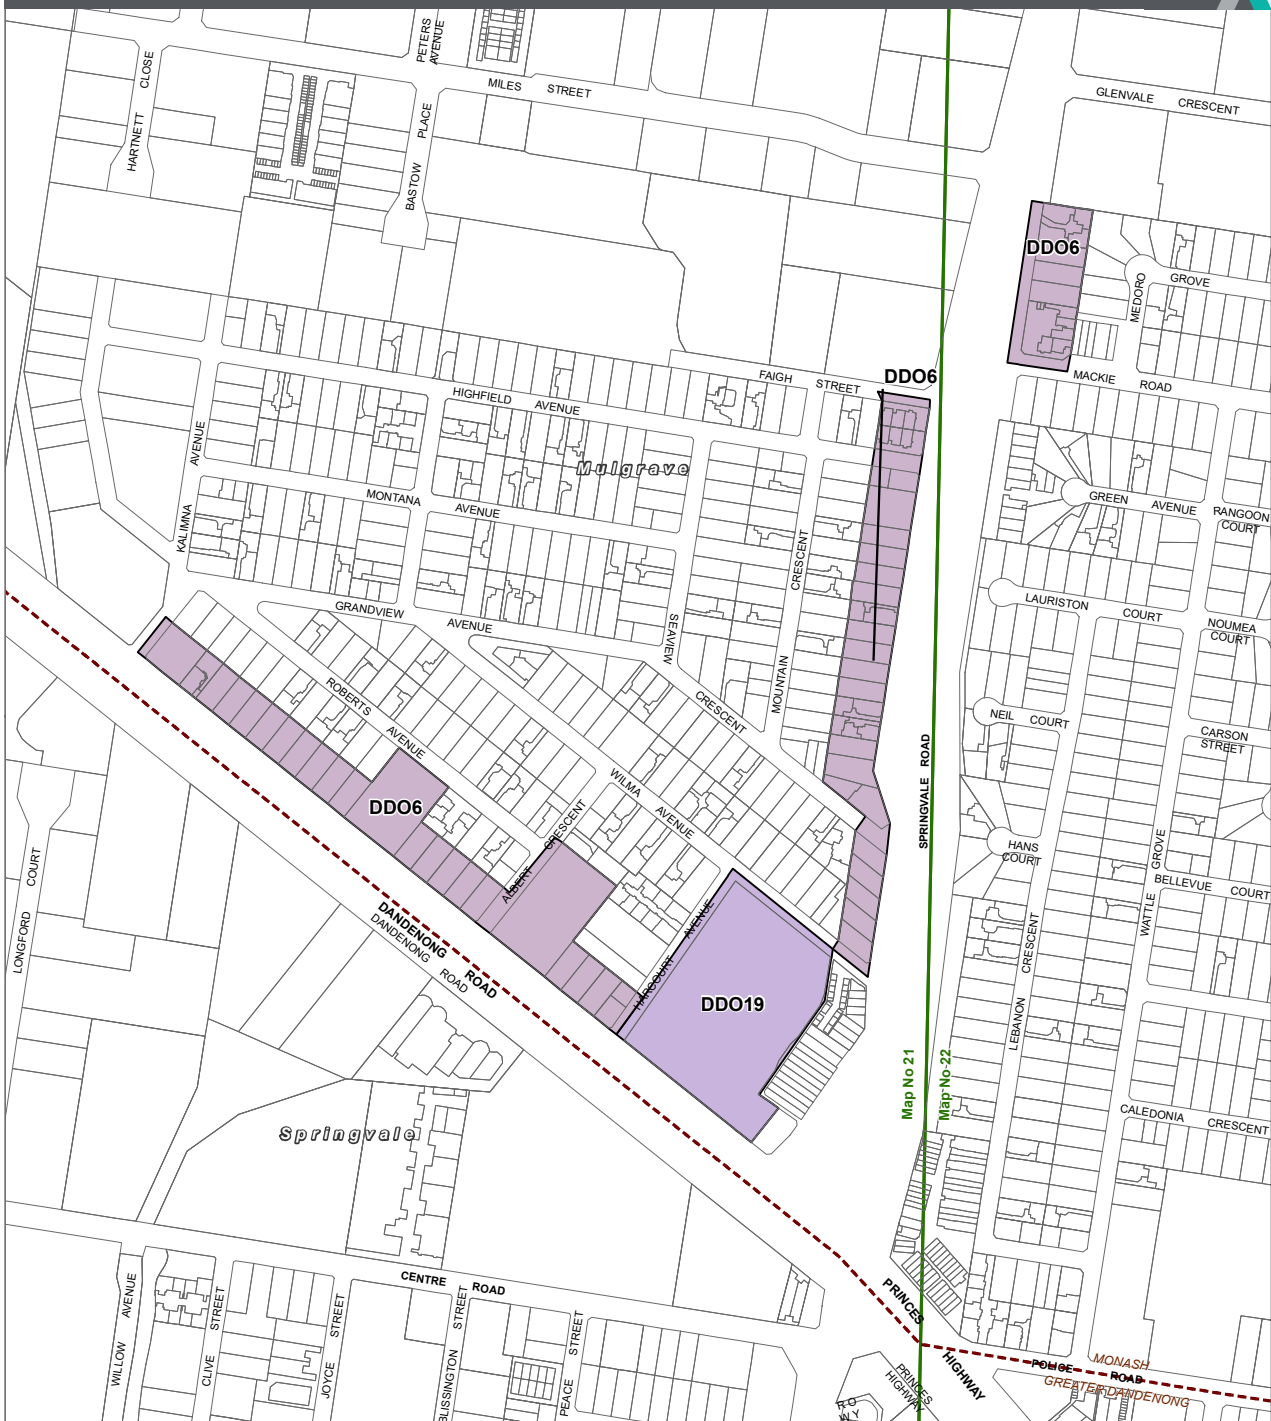 PETERS
AVENUE
HARTNETT CLOSE
MILES STREET
GLENVALE CRESCENT
BASTOW PLACE
DDO6
MEDORO
GROVE
MACKIE ROAD
FAIGH STREET
DDO6
HIGHFIELD AVENUE
Mulgrave
KALIMNA AVENUE
MONTANA AVENUE
GREEN AVENUE
RANGOON
COURT
MOUNTAIN CRESCENT
GRANDVIEW AVENUE
SEAVIEW
CRESCENT
LAURISTON COURT
NOUMEA
COURT
ROBERTS AVENUE
NEIL COURT
CARSON
STREET
SPRINGVALE ROAD
WILMA AVENUE
DDO6
ALBERT CRESCENT
HANS
COURT
WATTLE GROVE
BELLEVUE COURT
LONGFORD COURT
DANDENONG ROAD
DANDENONG ROAD
HARCOURT AVENUE
DDO19
LEBANON CRESCENT
Map No 21
Map No 22
CALEDONIA CRESCENT
Springvale
CENTRE ROAD
WILLOW AVENUE
CLIVE STREET
JOYCE STREET
BLISSINGTON STREET
PEACE STREET
PRINCES HIGHWAY
PRINCES
HIGHWAY
RO
WY
POLICE ROAD
MONASH
GREATER DANDENONG